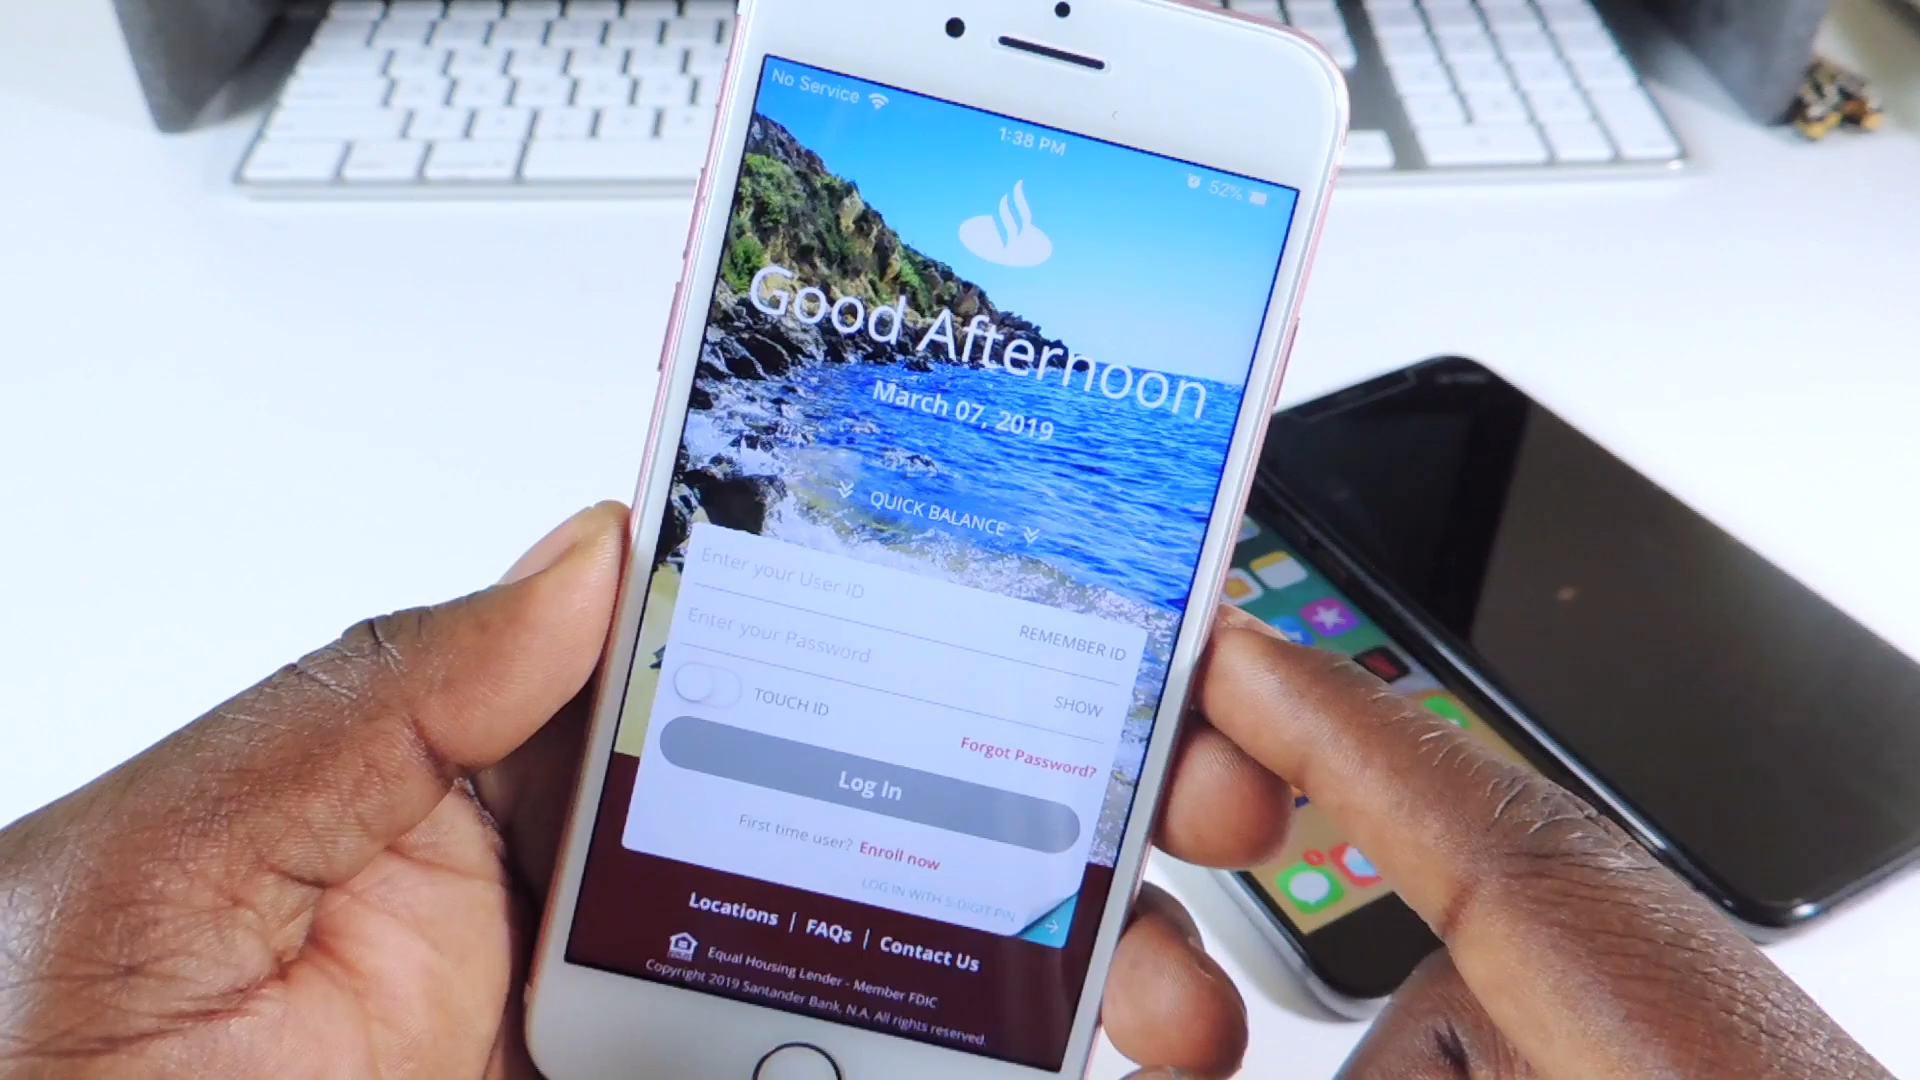 No Service
1:38 PM
52%
Good Afternoon
March 07, 2019
QUICK BALANCE
Enter your User ID
REMEMBER ID
Enter your Password
SHOW
TOUCH ID
Forgot Password?
Log In
First time user? Enroll now
LOG IN WITH 5-DIGIT PIN
Locations | FAQs | Contact Us
Equal Housing Lender - Member FDIC
Copyright 2019 Santander Bank, N.A. All rights reserved.